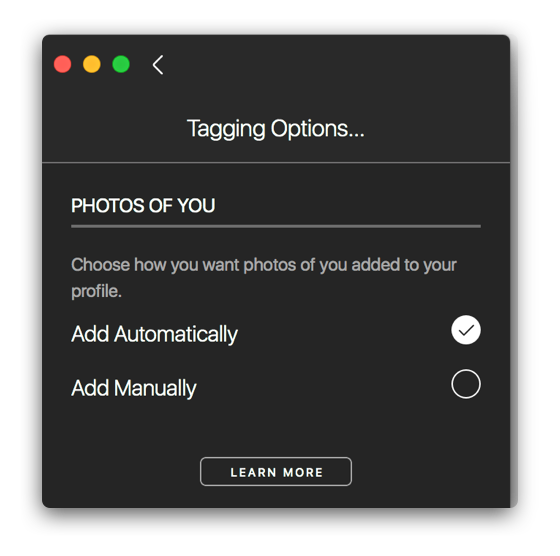 Tagging Options...
PHOTOS OF YOU
Choose how you want photos of you added to your
profile.
Add Automatically
Add Manually
LEARN MORE